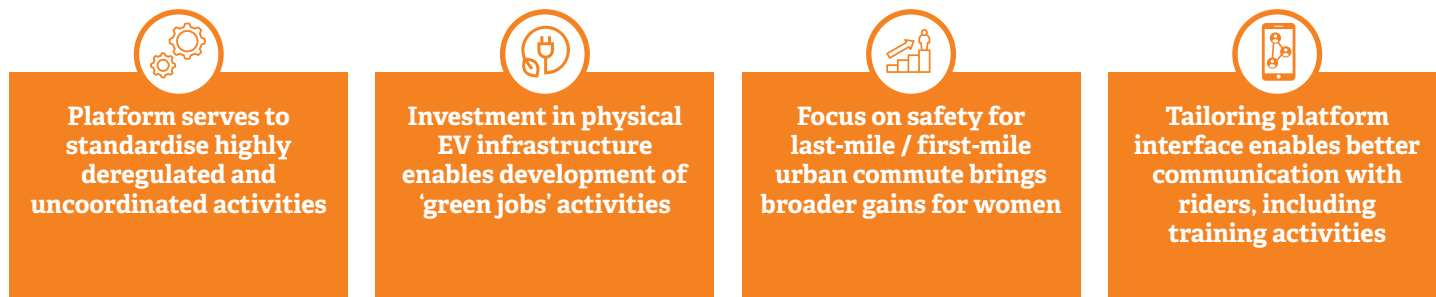 Platform serves to
standardise highly
deregulated and
uncoordinated activities
Investment in physical
EV infrastructure
enables development of
‘green jobs’ activities
Focus on safety for
last-mile / first-mile
urban commute brings
broader gains for women
Tailoring platform
interface enables better
communication with
riders, including
training activities